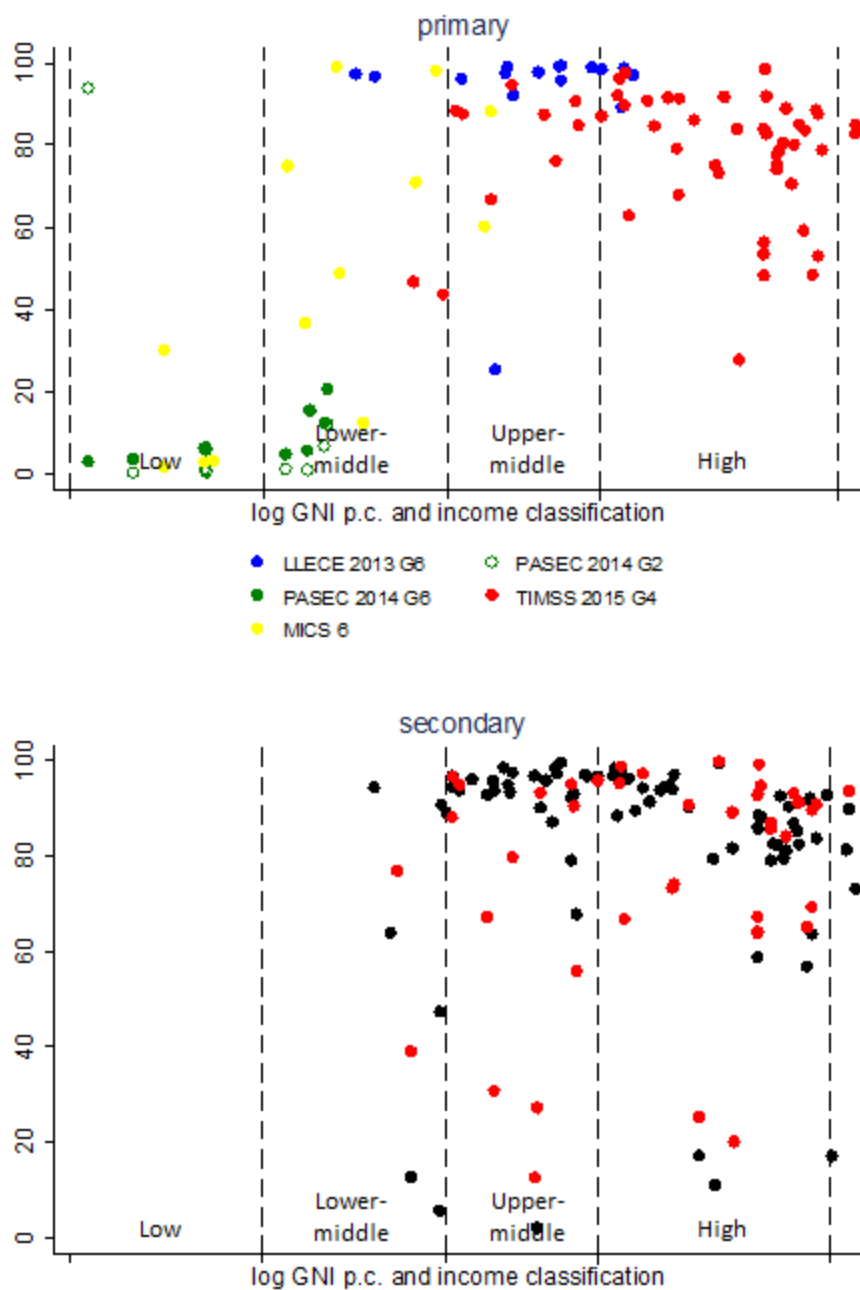 primary
100
80
60
40
20
0
Low
Lower-
middle
Upper-
middle
High
log GNI p.c. and income classification
LLECE 2013 G6
PASEC 2014 G2
PASEC 2014 G6
TIMSS 2015 G4
MICS 6
secondary
100
80
60
40
20
0
Low
Lower-
middle
Upper-
middle
High
log GNI p.c. and income classification